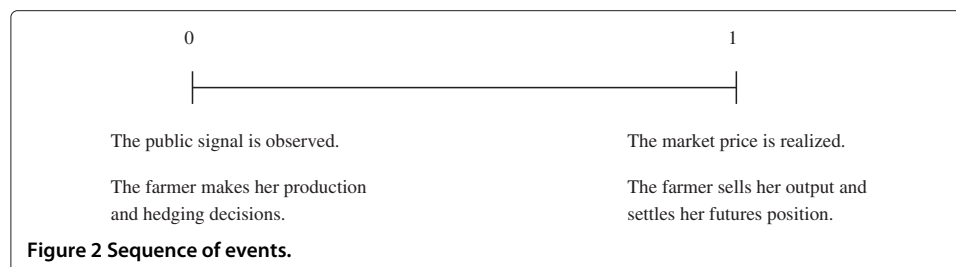 0
1
The public signal is observed.
The market price is realized.
The farmer makes her production
and hedging decisions.
The farmer sells her output and
settles her futures position.
Figure 2 Sequence of events.